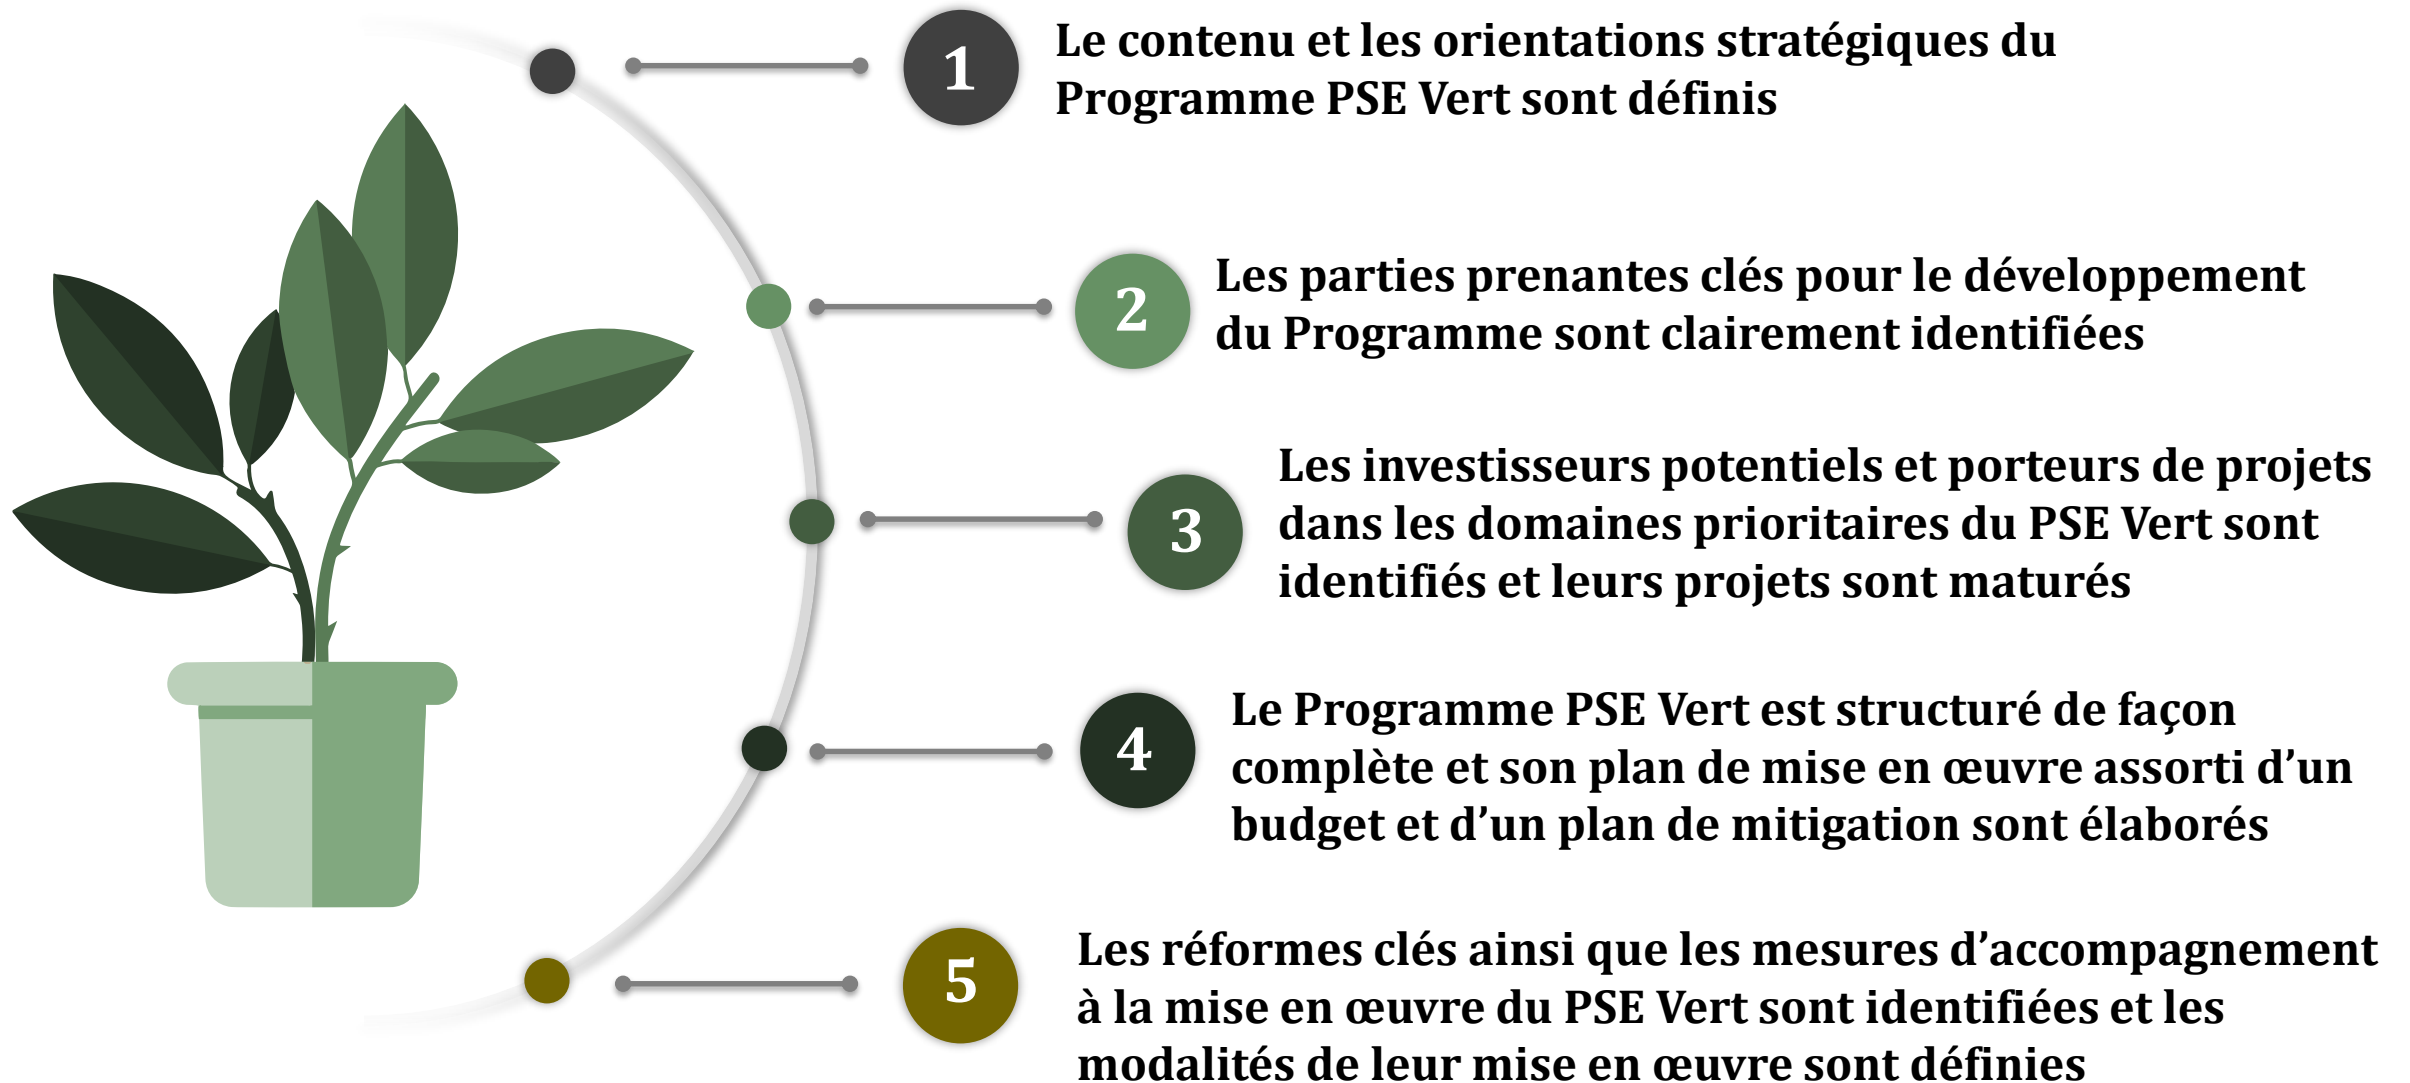 1
Le contenu et les orientations stratégiques du
Programme PSE Vert sont définis
2
Les parties prenantes clés pour le développement
du Programme sont clairement identifiées
3
Les investisseurs potentiels et porteurs de projets
dans les domaines prioritaires du PSE Vert sont
identifiés et leurs projets sont maturés
4
Le Programme PSE Vert est structuré de façon
complète et son plan de mise en œuvre assorti d’un
budget et d’un plan de mitigation sont élaborés
5
Les réformes clés ainsi que les mesures d’accompagnement
à la mise en œuvre du PSE Vert sont identifiées et les
modalités de leur mise en œuvre sont définies